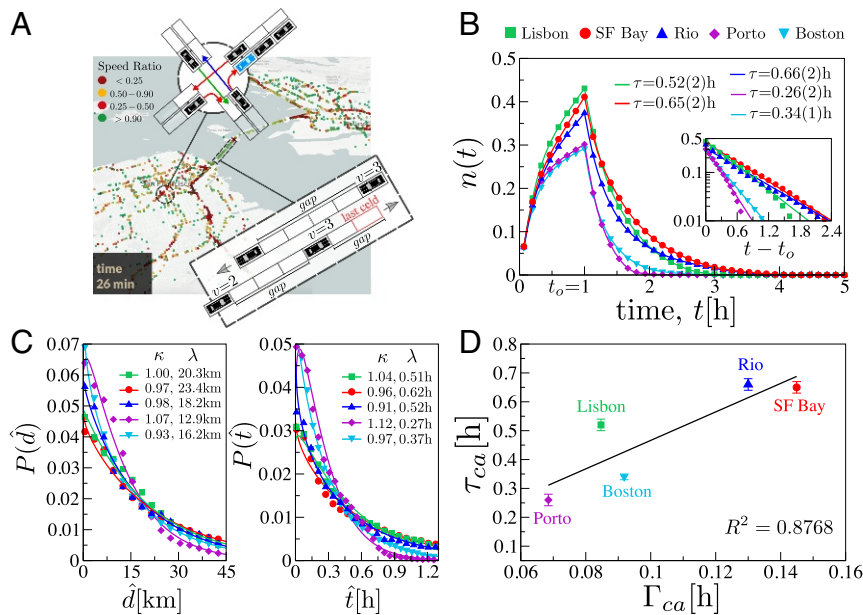 A
Speed Ratio
< 0.25
0.50−0.90
0.25−0.50
> 0.90
gap
v=3
last celd
v=3
gap
v=2
gap
time
26 min
B
Lisbon SF Bay Rio Porto Boston
τ=0.52(2)h
τ=0.65(2)h
τ=0.66(2)h
τ=0.26(2)h
τ=0.34(1)h
n(t)
0.5
0.4
0.3
0.2
0.1
0.0
0 1 2 3 4 5
t_o=1
time, t[h]
0.5
0.1
0.01
0 0.6 1.2 1.8 2.4
t − t_o
C
P(d̂)
0.07
0.06
0.05
0.04
0.03
0.02
0.01
0
0 15 30 45
d̂[km]
κ λ
1.00, 20.3km
0.97, 23.4km
0.98, 18.2km
1.07, 12.9km
0.93, 16.2km
P(t̂)
0.05
0.04
0.03
0.02
0.01
0.00
0 0.3 0.6 0.9 1.2
t̂[h]
κ λ
1.04, 0.51h
0.96, 0.62h
0.91, 0.52h
1.12, 0.27h
0.97, 0.37h
D
τ_ca[h]
0.8
0.7
0.6
0.5
0.4
0.3
0.2
0.1
Lisbon
Rio
SF Bay
Boston
Porto
R² = 0.8768
0.06 0.08 0.10 0.12 0.14 0.16
Γ_ca[h]